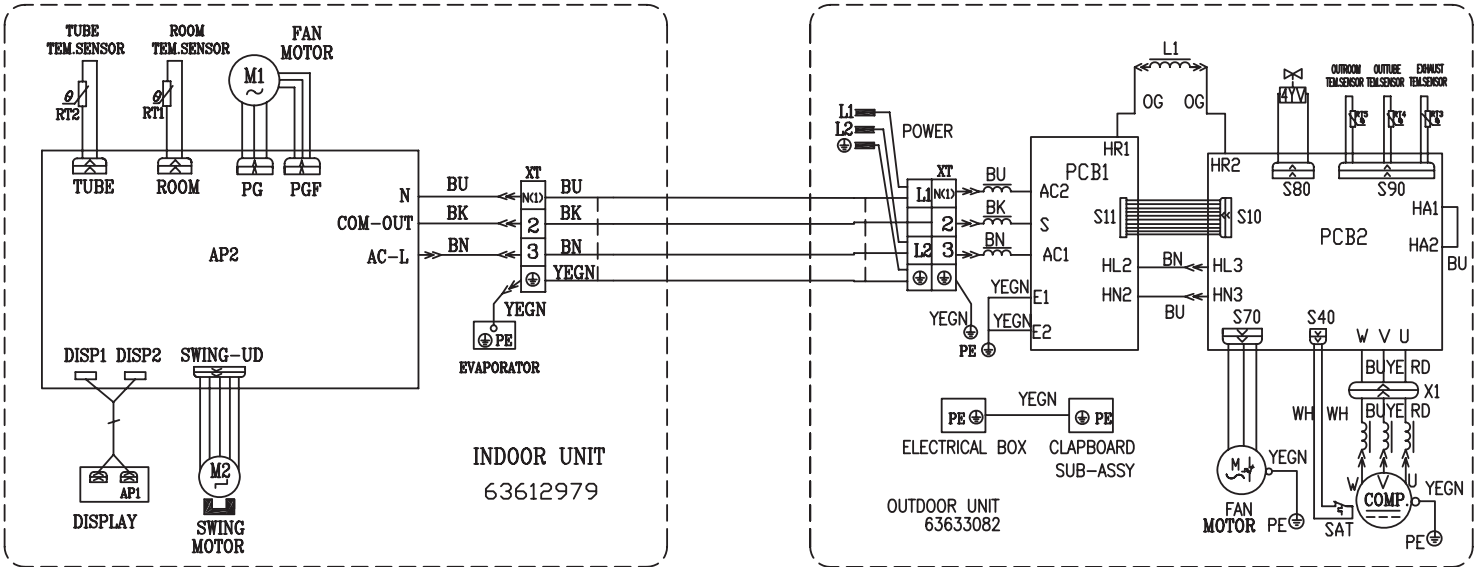 TUBE
TEM.SENSOR
ROOM
TEM.SENSOR
FAN
MOTOR
M1
~
θ
RT2
θ
RT1
TUBE
ROOM
PG
PGF
N
COM-OUT
AC-L
AP2
BU
BK
BN
XT
N(1)
2
3
BU
BK
BN
YEGN
YEGN
PE
EVAPORATOR
DISP1
DISP2
SWING-UD
AP1
DISPLAY
M2
SWING
MOTOR
INDOOR UNIT
63612979
L1
L2
POWER
XT
L1
N(1)
2
L2
3
BU
BK
BN
YEGN
PE
AC2
S
AC1
YEGN
E1
YEGN
E2
PCB1
HR1
L1
OG
OG
HR2
S11
S10
HL2
BN
HL3
HN2
BU
HN3
4YV
S80
OUTROOM
TEM.SENSOR
OUTTUBE
TEM.SENSOR
EXHAUST
TEM.SENSOR
RT5
θ
RT4
θ
RT3
θ
S90
PCB2
HA1
HA2
BU
S70
S40
W V U
BU YE RD
X1
BU YE RD
WH
WH
W
V
U
COMP.
YEGN
PE
SAT
M
FAN
MOTOR
YEGN
PE
PE
YEGN
PE
ELECTRICAL BOX
CLAPBOARD
SUB-ASSY
OUTDOOR UNIT
63633082